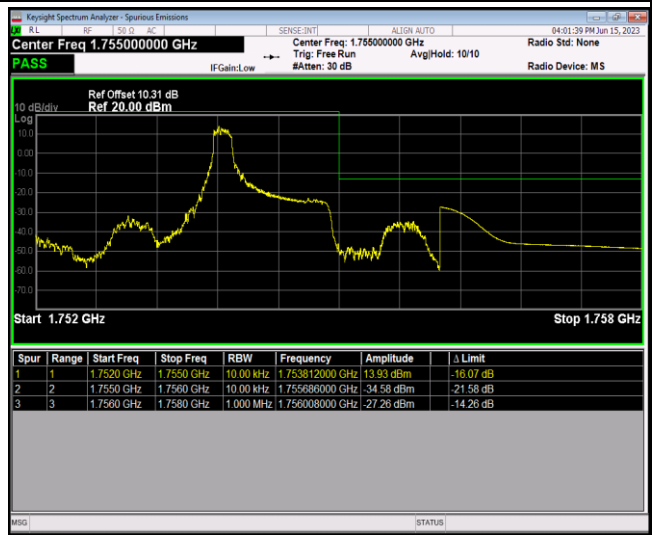 Keysight Spectrum Analyzer - Spurious Emissions
LXI RL RF 50 Ω AC SENSE:INT ALIGN AUTO 04:01:39 PM Jun 15, 2023
Center Freq 1.755000000 GHz Center Freq: 1.755000000 GHz Radio Std: None
Trig: Free Run Avg|Hold: 10/10
PASS IFGain:Low #Atten: 30 dB Radio Device: MS
Ref Offset 10.31 dB
10 dB/div Ref 20.00 dBm
Log
10.0
0.00
-10.0
-20.0
-30.0
-40.0
-50.0
-60.0
-70.0
Start 1.752 GHz Stop 1.758 GHz
Spur Range Start Freq Stop Freq RBW Frequency Amplitude Δ Limit
1 1 1.7520 GHz 1.7550 GHz 10.00 kHz 1.753812000 GHz 13.93 dBm -16.07 dB
2 2 1.7550 GHz 1.7560 GHz 10.00 kHz 1.755686000 GHz -34.58 dBm -21.58 dB
3 3 1.7560 GHz 1.7580 GHz 1.000 MHz 1.756008000 GHz -27.26 dBm -14.26 dB
MSG STATUS